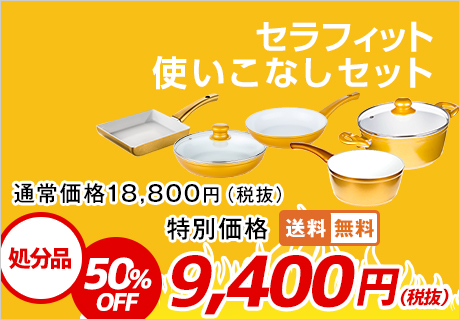 セラフィット
使いこなしセット
通常価格18,800円(税抜)
特別価格 送料無料
処分品
50%
OFF
9,400円(税抜)